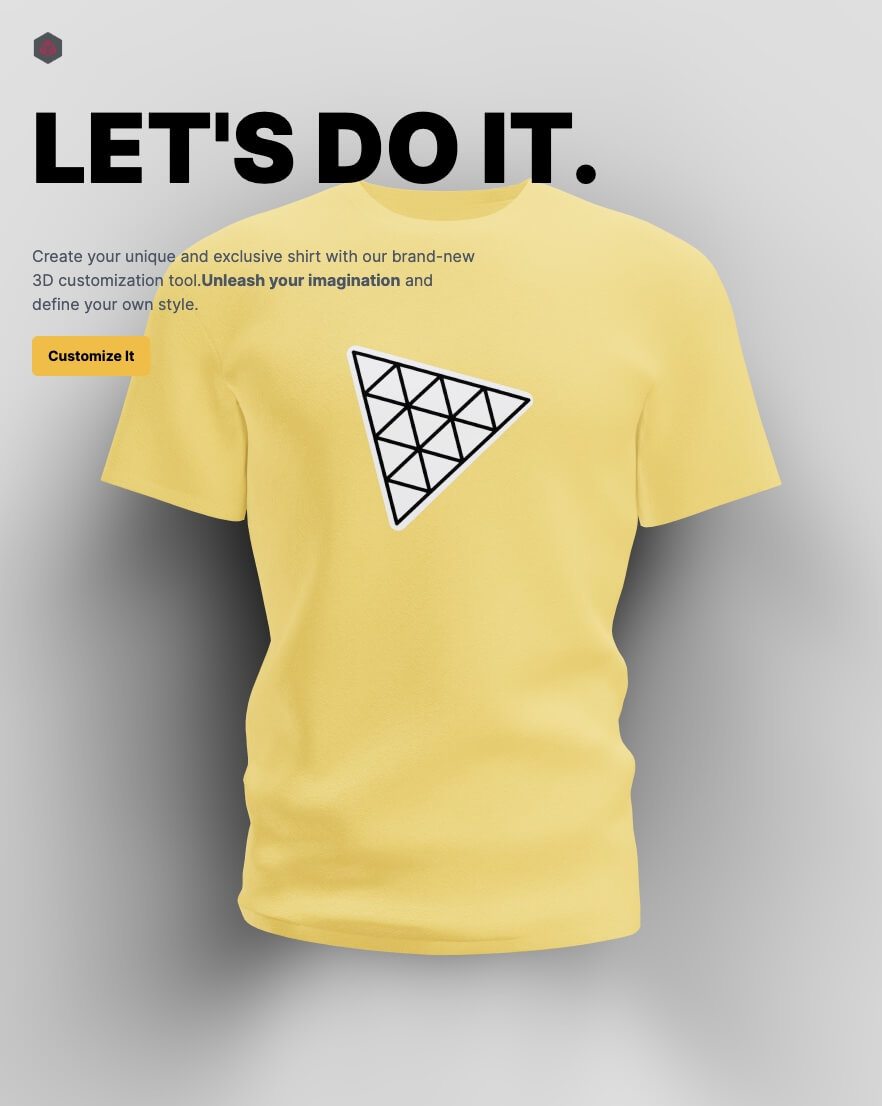 LET'S DO IT.
Create your unique and exclusive shirt with our brand-new
3D customization tool.Unleash your imagination and
define your own style.
Customize It